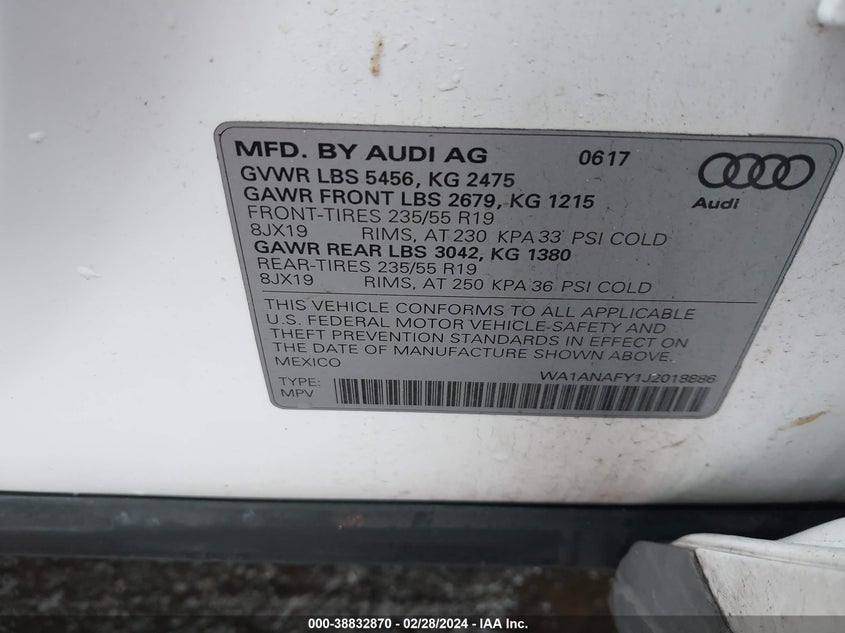 MFD. BY AUDI AG 0617
GVWR LBS 5456, KG 2475
GAWR FRONT LBS 2679, KG 1215
FRONT-TIRES 235/55 R19
8JX19 RIMS, AT 230 KPA 33 PSI COLD
GAWR REAR LBS 3042, KG 1380
REAR-TIRES 235/55 R19
8JX19 RIMS, AT 250 KPA 36 PSI COLD
Audi
THIS VEHICLE CONFORMS TO ALL APPLICABLE
U.S. FEDERAL MOTOR VEHICLE-SAFETY AND
THEFT PREVENTION STANDARDS IN EFFECT ON
THE DATE OF MANUFACTURE SHOWN ABOVE.
MEXICO
WA1ANAFY1J2018886
TYPE:
MPV
000-38832870 - 02/28/2024 - IAA Inc.